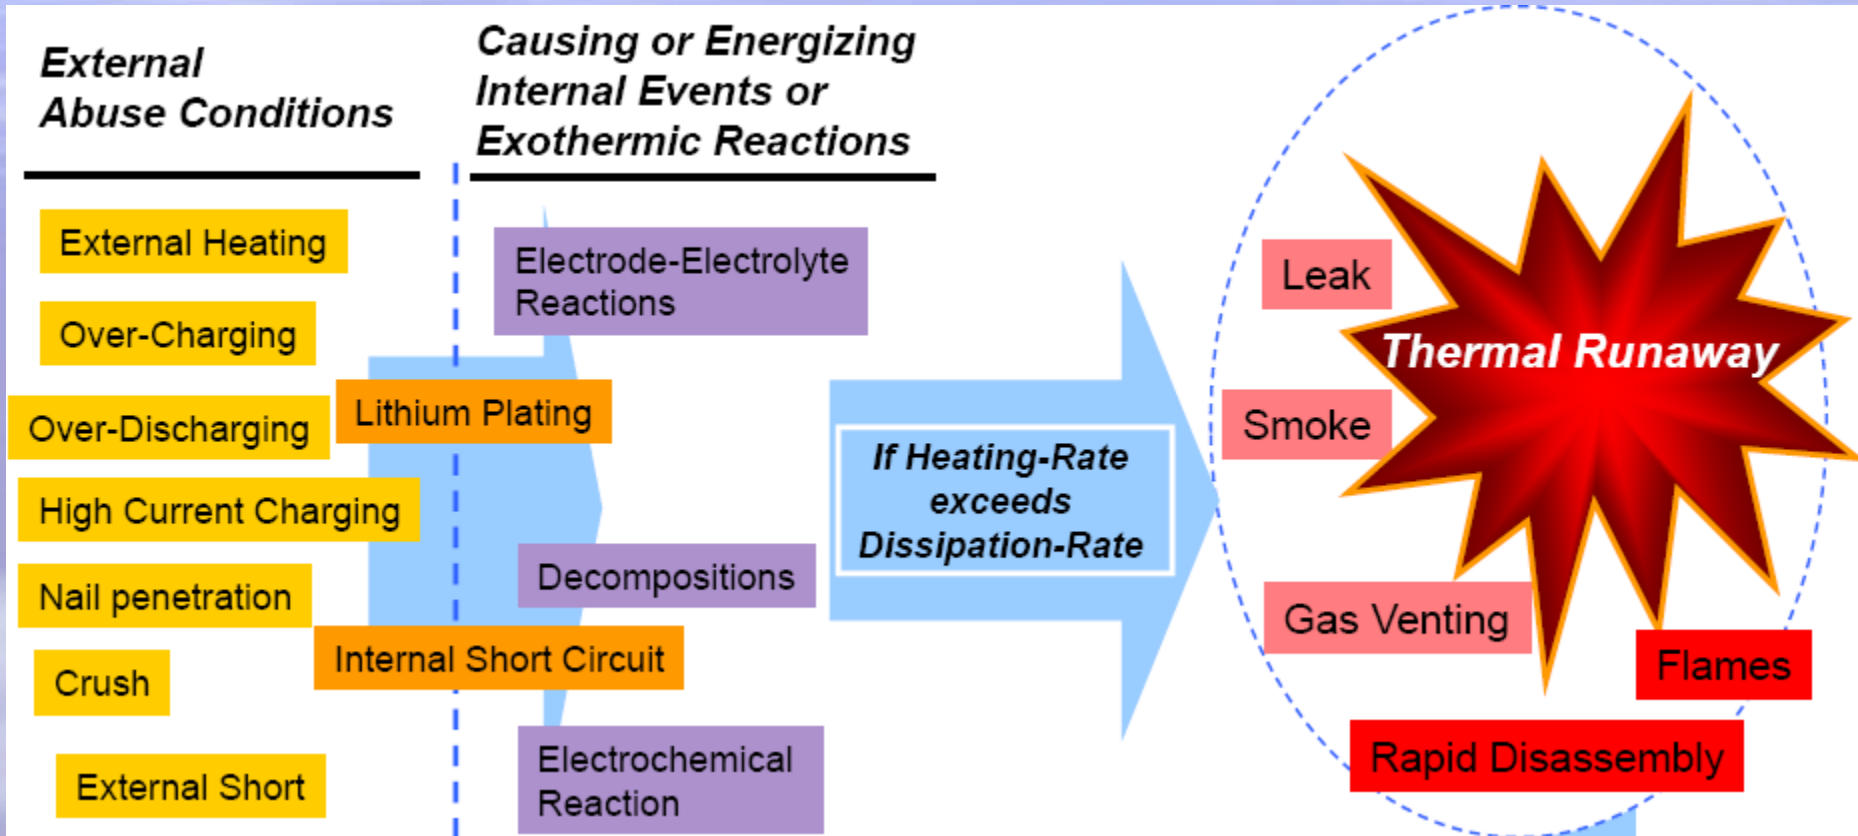 External
Abuse Conditions
Causing or Energizing
Internal Events or
Exothermic Reactions
External Heating
Over-Charging
Over-Discharging
High Current Charging
Nail penetration
Crush
External Short
Lithium Plating
Internal Short Circuit
Electrode-Electrolyte
Reactions
Decompositions
Electrochemical
Reaction
If Heating-Rate
exceeds
Dissipation-Rate
Leak
Thermal Runaway
Smoke
Gas Venting
Flames
Rapid Disassembly